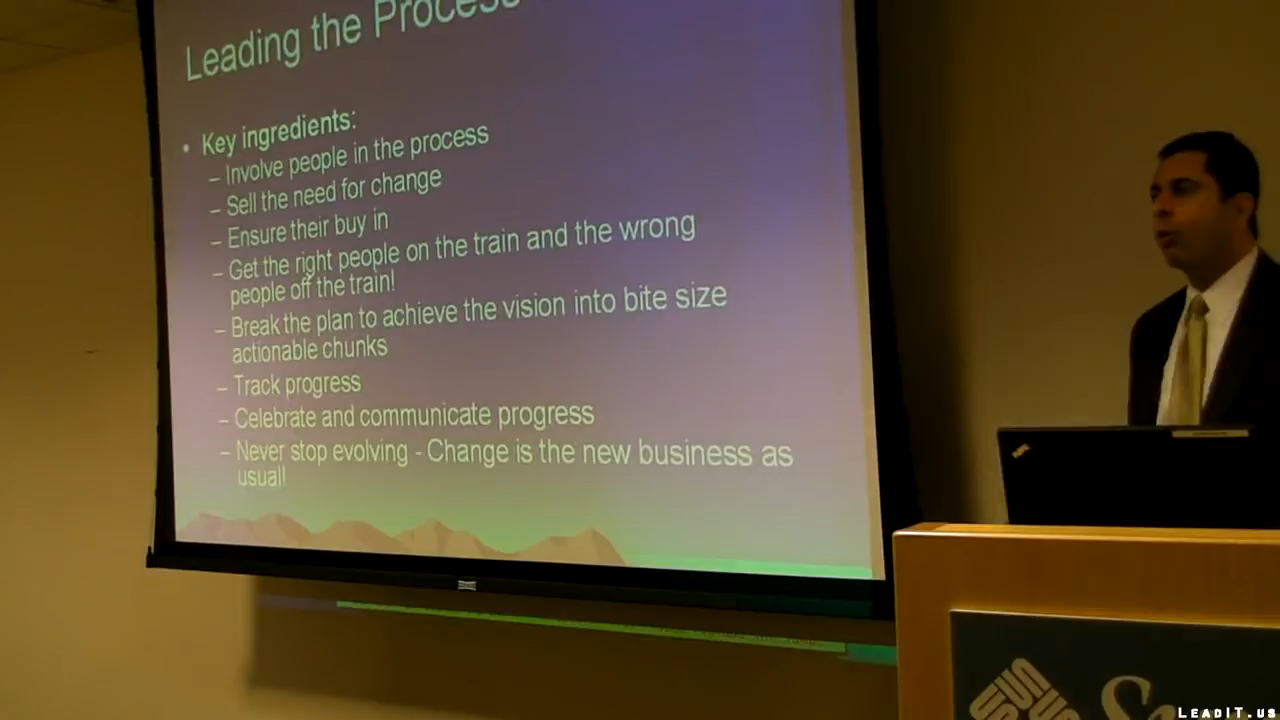 Leading the Process
• Key ingredients:
– Involve people in the process
– Sell the need for change
– Ensure their buy in
– Get the right people on the train and the wrong
people off the train!
– Break the plan to achieve the vision into bite size
actionable chunks
– Track progress
– Celebrate and communicate progress
– Never stop evolving - Change is the new business as
usual!
LEADIT.US